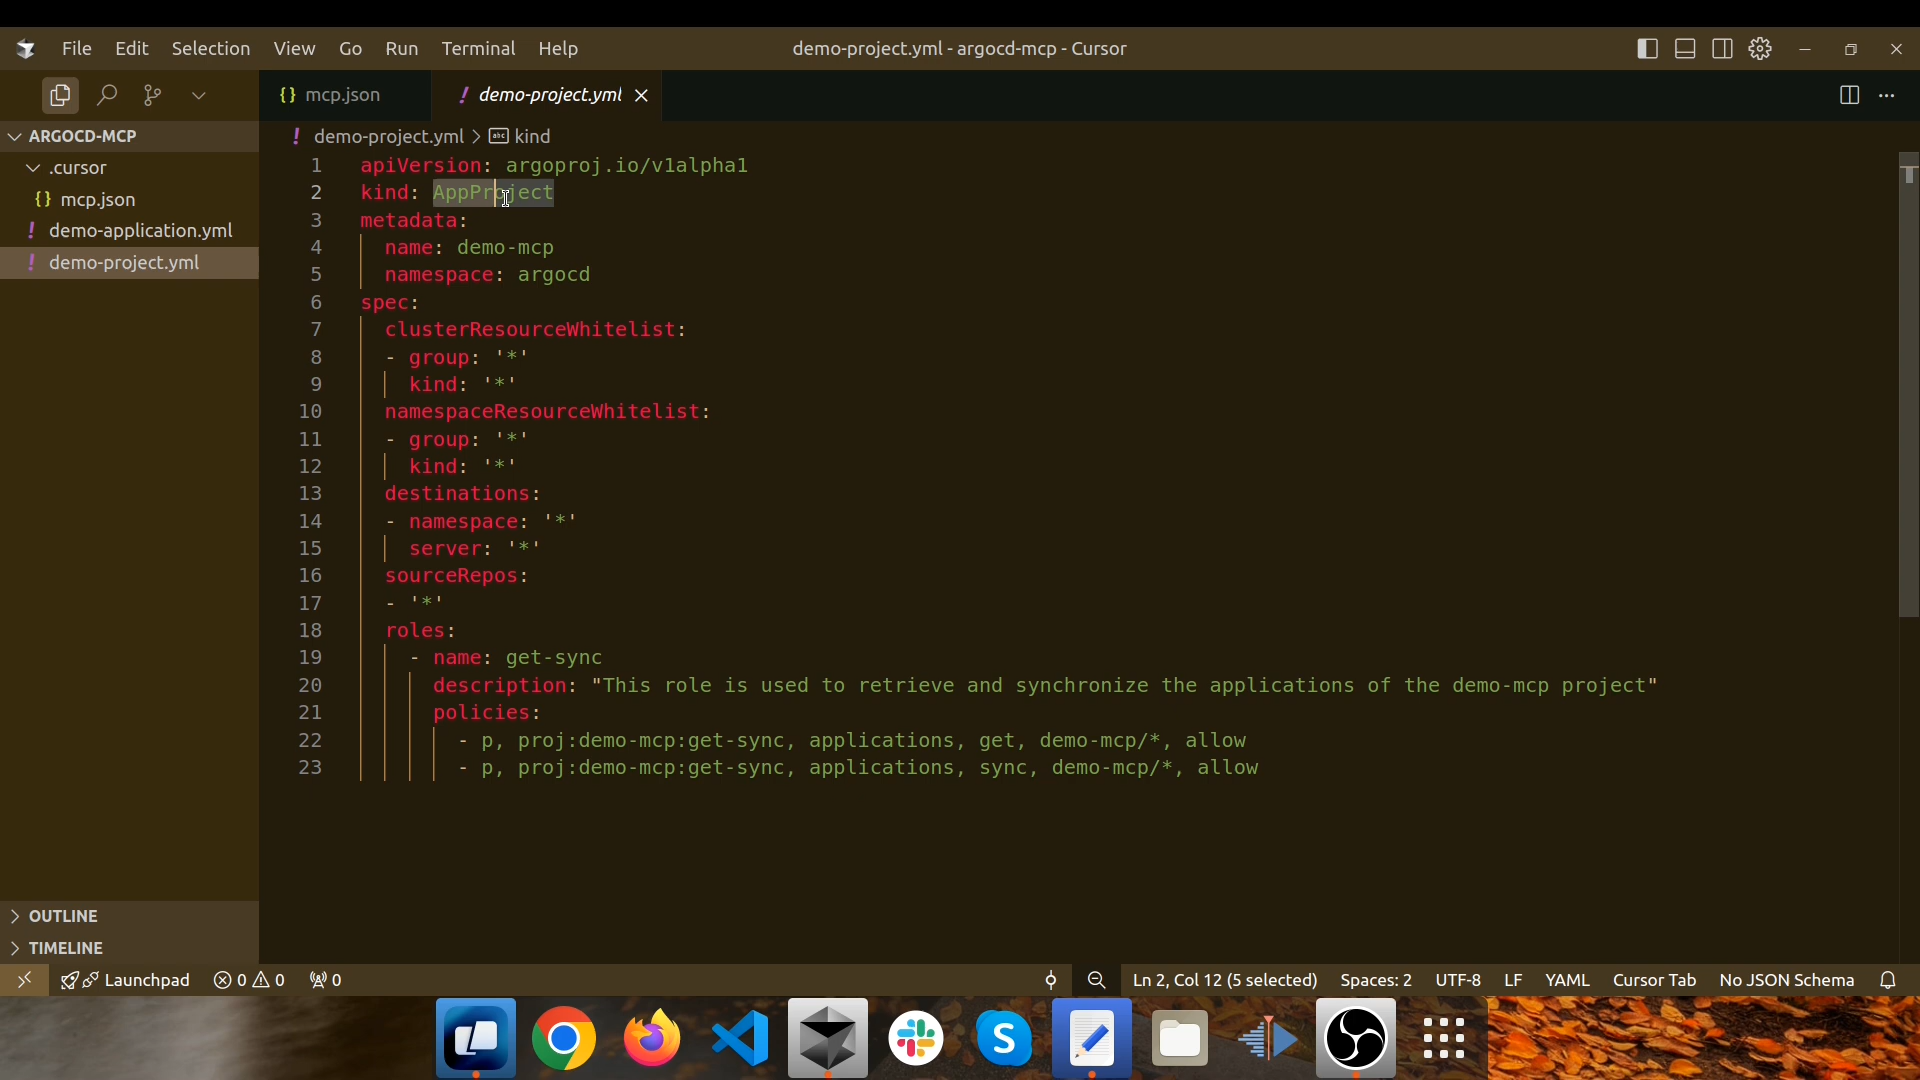 File Edit Selection View Go Run Terminal Help
demo-project.yml - argocd-mcp - Cursor
mcp.json
demo-project.yml
ARGOCD-MCP
.cursor
mcp.json
demo-application.yml
demo-project.yml
OUTLINE
TIMELINE
demo-project.yml > kind
1 apiVersion: argoproj.io/v1alpha1
2 kind: AppProject
3 metadata:
4 name: demo-mcp
5 namespace: argocd
6 spec:
7 clusterResourceWhitelist:
8 - group: '*'
9 kind: '*'
10 namespaceResourceWhitelist:
11 - group: '*'
12 kind: '*'
13 destinations:
14 - namespace: '*'
15 server: '*'
16 sourceRepos:
17 - '*'
18 roles:
19 - name: get-sync
20 description: "This role is used to retrieve and synchronize the applications of the demo-mcp project"
21 policies:
22 - p, proj:demo-mcp:get-sync, applications, get, demo-mcp/*, allow
23 - p, proj:demo-mcp:get-sync, applications, sync, demo-mcp/*, allow
Launchpad 0 0 0 Ln 2, Col 12 (5 selected) Spaces: 2 UTF-8 LF YAML Cursor Tab No JSON Schema